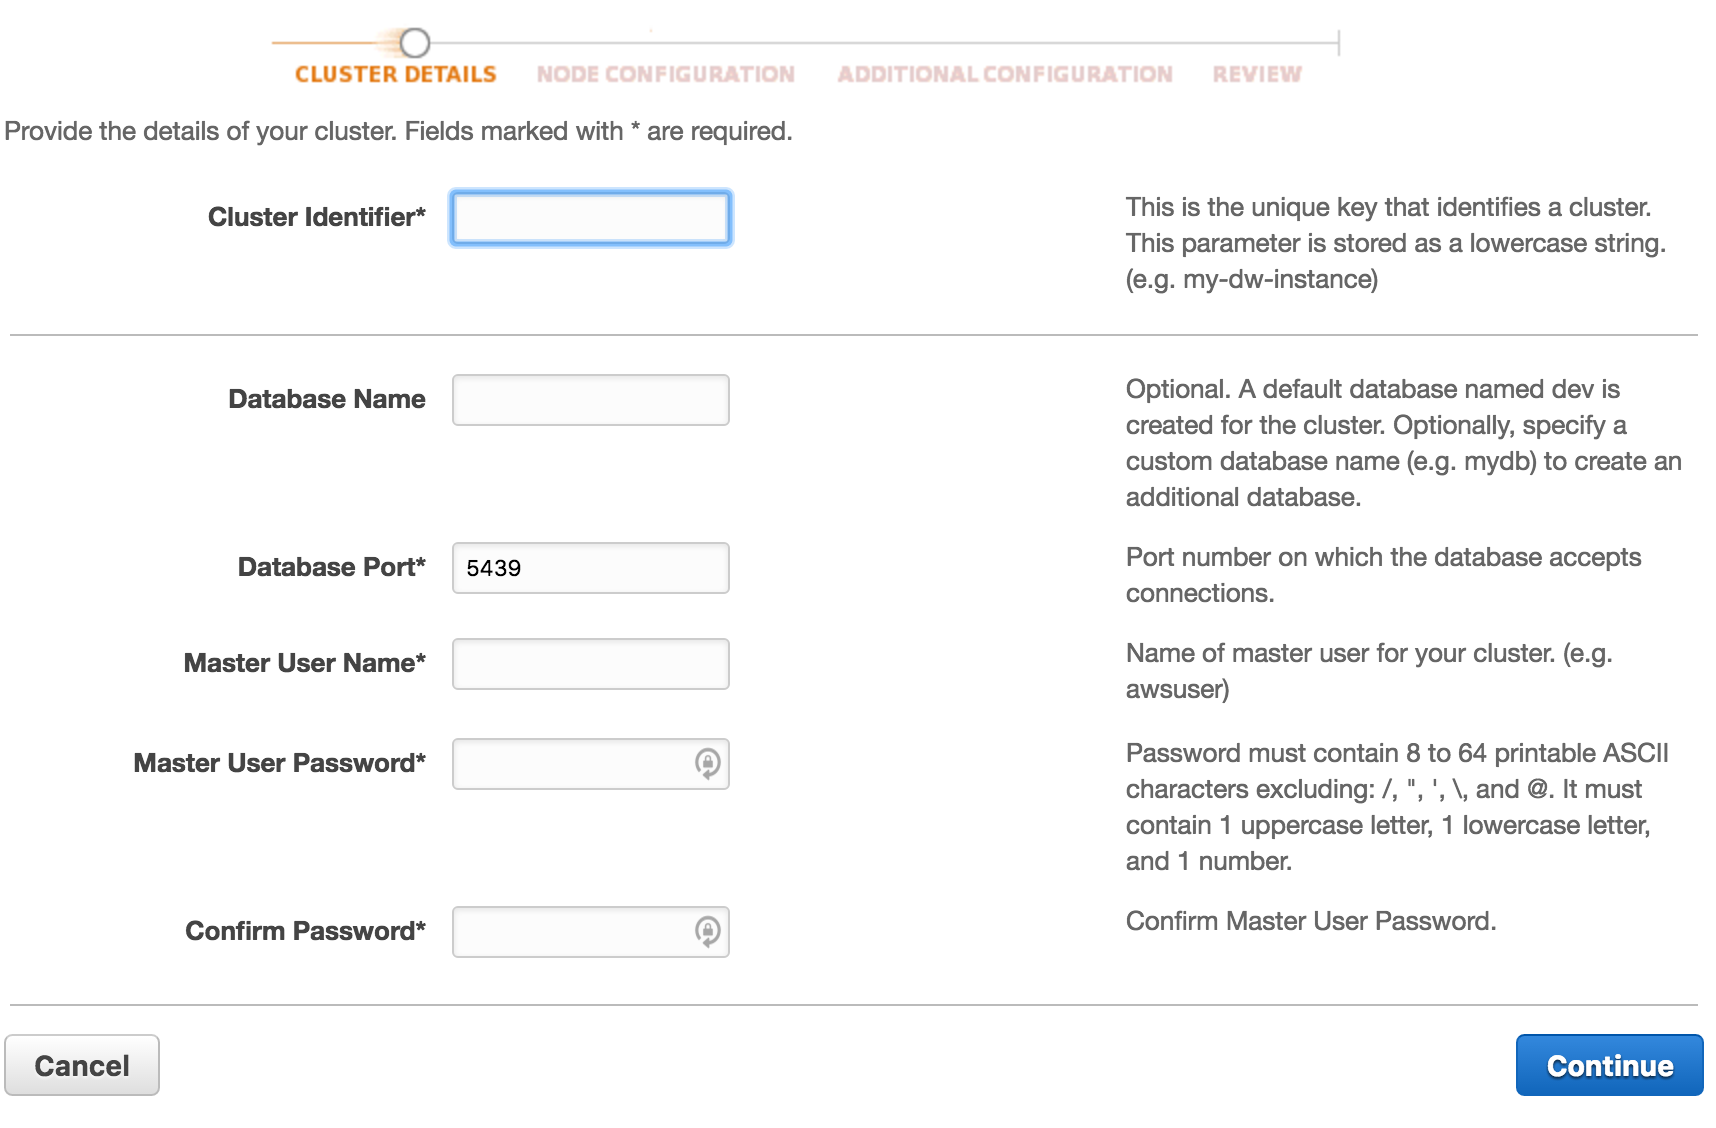 CLUSTER DETAILS NODE CONFIGURATION ADDITIONAL CONFIGURATION REVIEW
Provide the details of your cluster. Fields marked with * are required.
Cluster Identifier*
This is the unique key that identifies a cluster.
This parameter is stored as a lowercase string.
(e.g. my-dw-instance)
Database Name
Optional. A default database named dev is
created for the cluster. Optionally, specify a
custom database name (e.g. mydb) to create an
additional database.
Database Port* 5439
Port number on which the database accepts
connections.
Master User Name*
Name of master user for your cluster. (e.g.
awsuser)
Master User Password*
Password must contain 8 to 64 printable ASCII
characters excluding: /, ", ', \, and @. It must
contain 1 uppercase letter, 1 lowercase letter,
and 1 number.
Confirm Password*
Confirm Master User Password.
Cancel Continue